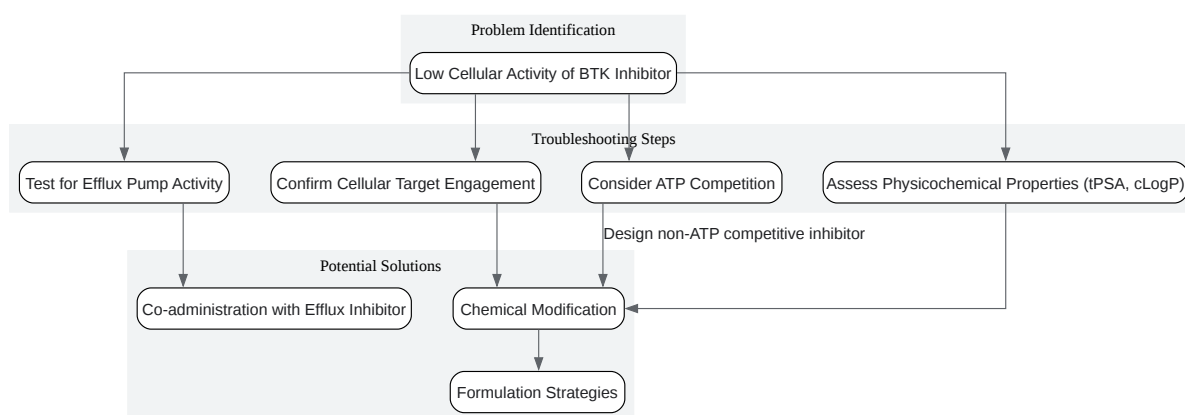 Problem Identification
Low Cellular Activity of BTK Inhibitor
Troubleshooting Steps
Test for Efflux Pump Activity
Confirm Cellular Target Engagement
Consider ATP Competition
Assess Physicochemical Properties (tPSA, cLogP)
Design non-ATP competitive inhibitor
Potential Solutions
Co-administration with Efflux Inhibitor
Chemical Modification
Formulation Strategies